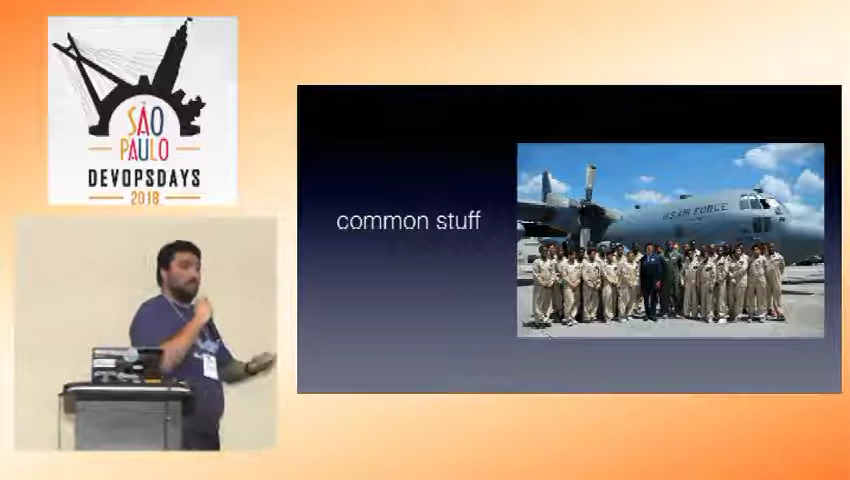 SÃO
PAULO
DEVOPSDAYS
2018
common stuff
U.S. AIR FORCE